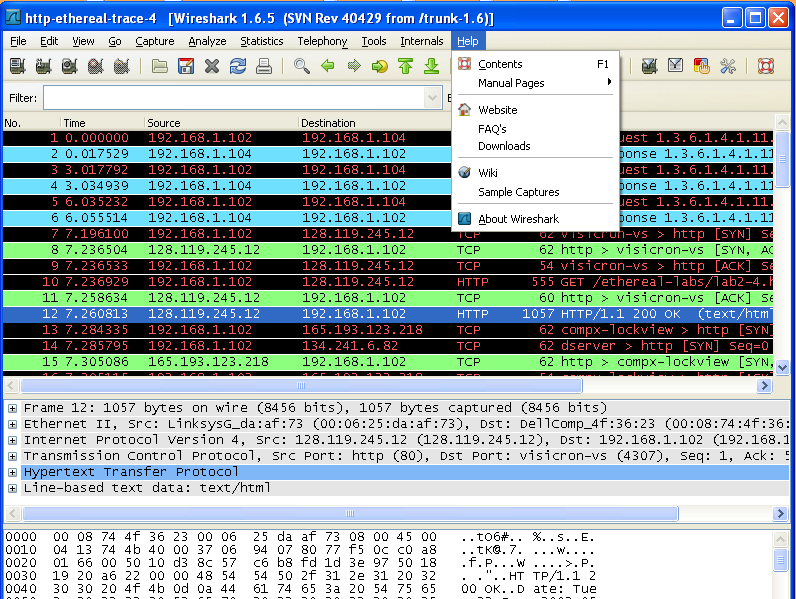 http-ethereal-trace-4 [Wireshark 1.6.5 (SVN Rev 40429 from /trunk-1.6)]
File Edit View Go Capture Analyze Statistics Telephony Tools Internals Help
Contents F1
Manual Pages
Website
FAQ's
Downloads
Wiki
Sample Captures
About Wireshark
Filter:
No. Time Source Destination
1 0.000000 192.168.1.102 192.168.1.104 uest 1.3.6.1.4.1.11.
2 0.017529 192.168.1.104 192.168.1.102 ponse 1.3.6.1.4.1.11
3 3.017792 192.168.1.102 192.168.1.104 uest 1.3.6.1.4.1.11.
4 3.034939 192.168.1.104 192.168.1.102 ponse 1.3.6.1.4.1.11
5 6.035232 192.168.1.102 192.168.1.104 uest 1.3.6.1.4.1.11.
6 6.055514 192.168.1.104 192.168.1.102 ponse 1.3.6.1.4.1.11
7 7.196100 192.168.1.102 128.119.245.12 TCP 62 visicron-vs > http [SYN] Se
8 7.236504 128.119.245.12 192.168.1.102 TCP 62 http > visicron-vs [SYN, AC
9 7.236533 192.168.1.102 128.119.245.12 TCP 54 visicron-vs > http [ACK] Se
10 7.236929 192.168.1.102 128.119.245.12 HTTP 555 GET /ethereal-labs/lab2-4.h
11 7.258634 128.119.245.12 192.168.1.102 TCP 60 http > visicron-vs [ACK] Se
12 7.260813 128.119.245.12 192.168.1.102 HTTP 1057 HTTP/1.1 200 OK (text/html
13 7.284335 192.168.1.102 165.193.123.218 TCP 62 compx-lockview > http [SYN]
14 7.285795 192.168.1.102 134.241.6.82 TCP 62 dserver > http [SYN] Seq=0
15 7.305086 165.193.123.218 192.168.1.102 TCP 62 http > compx-lockview [SYN,
Frame 12: 1057 bytes on wire (8456 bits), 1057 bytes captured (8456 bits)
Ethernet II, Src: LinksysG_da:af:73 (00:06:25:da:af:73), Dst: DellComp_4f:36:23 (00:08:74:4f:36:
Internet Protocol Version 4, Src: 128.119.245.12 (128.119.245.12), Dst: 192.168.1.102 (192.168.1
Transmission Control Protocol, Src Port: http (80), Dst Port: visicron-vs (4307), Seq: 1, Ack: 5
Hypertext Transfer Protocol
Line-based text data: text/html
0000 00 08 74 4f 36 23 00 06 25 da af 73 08 00 45 00 ..tO6#.. %..s..E.
0010 04 13 74 4b 40 00 37 06 94 07 80 77 f5 0c c0 a8 ..tK@.7. ...w....
0020 01 66 00 50 10 d3 8c 57 c6 b8 fd 1d 3e 97 50 18 .f.P...W ....>.P.
0030 19 20 a6 22 00 00 48 54 54 50 2f 31 2e 31 20 32 . ."..HT TP/1.1 2
0040 30 30 20 4f 4b 0d 0a 44 61 74 65 3a 20 54 75 65 00 OK..D ate: Tue